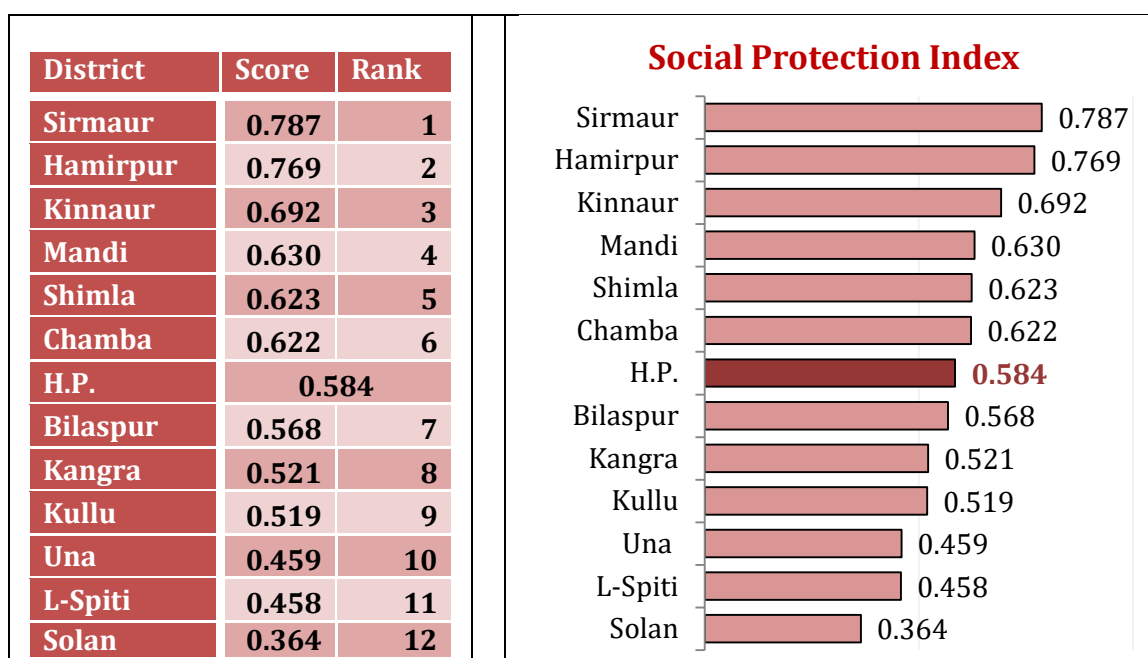 District Score Rank
Sirmaur 0.787 1
Hamirpur 0.769 2
Kinnaur 0.692 3
Mandi 0.630 4
Shimla 0.623 5
Chamba 0.622 6
H.P. 0.584
Bilaspur 0.568 7
Kangra 0.521 8
Kullu 0.519 9
Una 0.459 10
L-Spiti 0.458 11
Solan 0.364 12
Social Protection Index
Sirmaur 0.787
Hamirpur 0.769
Kinnaur 0.692
Mandi 0.630
Shimla 0.623
Chamba 0.622
H.P. 0.584
Bilaspur 0.568
Kangra 0.521
Kullu 0.519
Una 0.459
L-Spiti 0.458
Solan 0.364